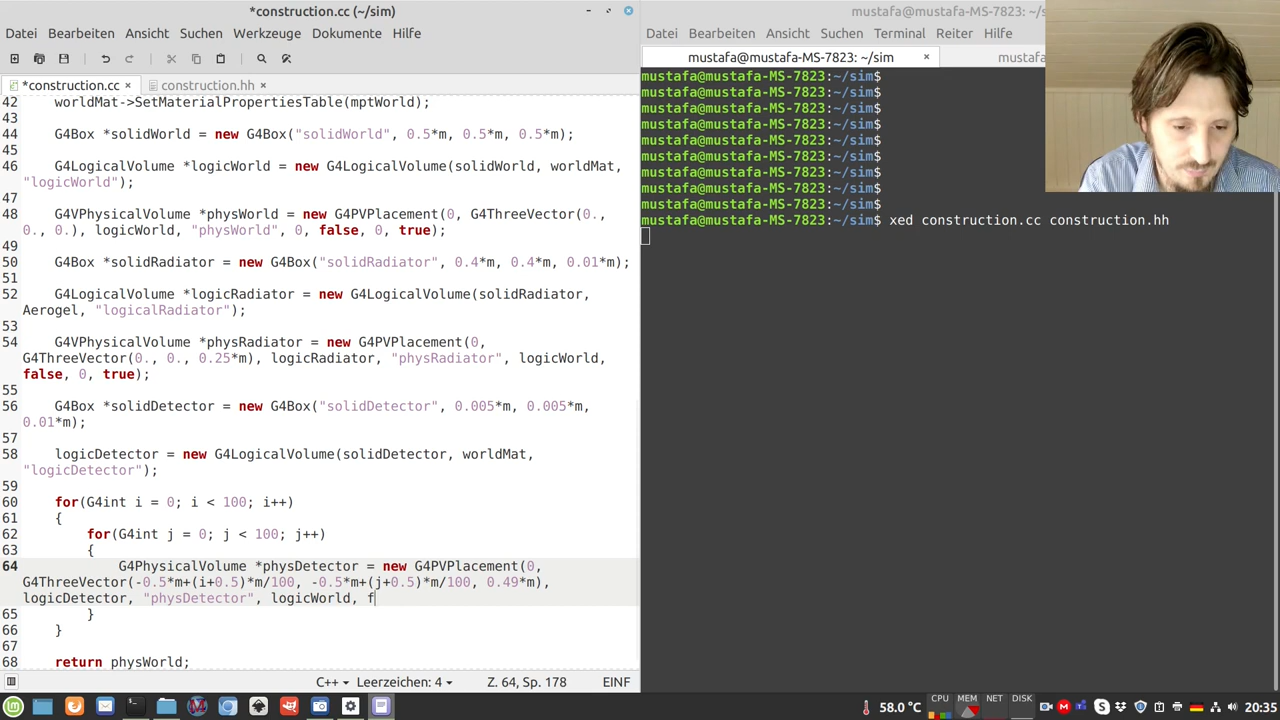 *construction.cc (~/sim)
Datei Bearbeiten Ansicht Suchen Werkzeuge Dokumente Hilfe
*construction.cc
construction.hh
42 worldMat->SetMaterialPropertiesTable(mptWorld);
43
44 G4Box *solidWorld = new G4Box("solidWorld", 0.5*m, 0.5*m, 0.5*m);
45
46 G4LogicalVolume *logicWorld = new G4LogicalVolume(solidWorld, worldMat,
"logicWorld");
47
48 G4VPhysicalVolume *physWorld = new G4PVPlacement(0, G4ThreeVector(0.,
0., 0.), logicWorld, "physWorld", 0, false, 0, true);
49
50 G4Box *solidRadiator = new G4Box("solidRadiator", 0.4*m, 0.4*m, 0.01*m);
51
52 G4LogicalVolume *logicRadiator = new G4LogicalVolume(solidRadiator,
Aerogel, "logicalRadiator");
53
54 G4VPhysicalVolume *physRadiator = new G4PVPlacement(0,
G4ThreeVector(0., 0., 0.25*m), logicRadiator, "physRadiator", logicWorld,
false, 0, true);
55
56 G4Box *solidDetector = new G4Box("solidDetector", 0.005*m, 0.005*m,
0.01*m);
57
58 logicDetector = new G4LogicalVolume(solidDetector, worldMat,
"logicDetector");
59
60 for(G4int i = 0; i < 100; i++)
61 {
62 for(G4int j = 0; j < 100; j++)
63 {
64 G4PhysicalVolume *physDetector = new G4PVPlacement(0,
G4ThreeVector(-0.5*m+(i+0.5)*m/100, -0.5*m+(j+0.5)*m/100, 0.49*m),
logicDetector, "physDetector", logicWorld, f
65 }
66 }
67
68 return physWorld;
C++ Leerzeichen: 4 Z. 64, Sp. 178 EINF
mustafa@mustafa-MS-7823: ~/sim
Datei Bearbeiten Ansicht Suchen Terminal Reiter Hilfe
mustafa@mustafa-MS-7823: ~/sim
mustafa@mustafa-MS-7823:~/sim$
mustafa@mustafa-MS-7823:~/sim$
mustafa@mustafa-MS-7823:~/sim$
mustafa@mustafa-MS-7823:~/sim$
mustafa@mustafa-MS-7823:~/sim$
mustafa@mustafa-MS-7823:~/sim$
mustafa@mustafa-MS-7823:~/sim$
mustafa@mustafa-MS-7823:~/sim$
mustafa@mustafa-MS-7823:~/sim$
mustafa@mustafa-MS-7823:~/sim$ xed construction.cc construction.hh
58.0 °C CPU MEM NET DISK 20:35